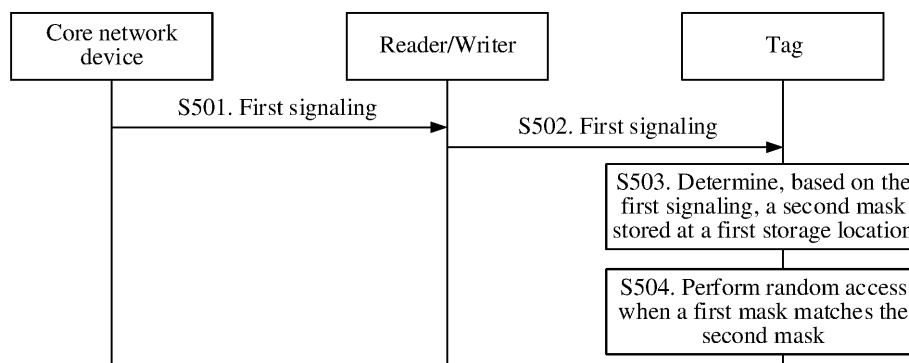 Core network
device
Reader/Writer
Tag
S501. First signaling
S502. First signaling
S503. Determine, based on the
first signaling, a second mask
stored at a first storage location
S504. Perform random access
when a first mask matches the
second mask